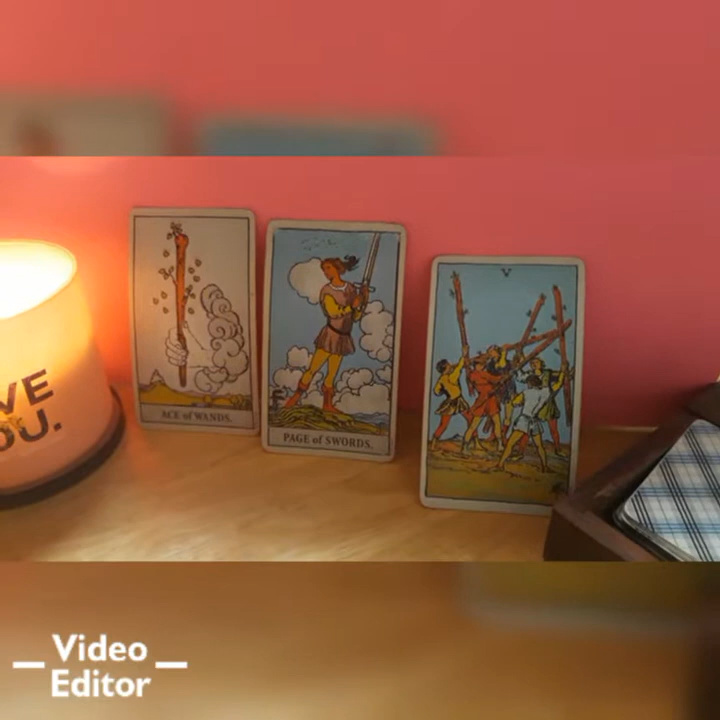 VE
OU.
ACE of WANDS.
PAGE of SWORDS.
V
Video
Editor